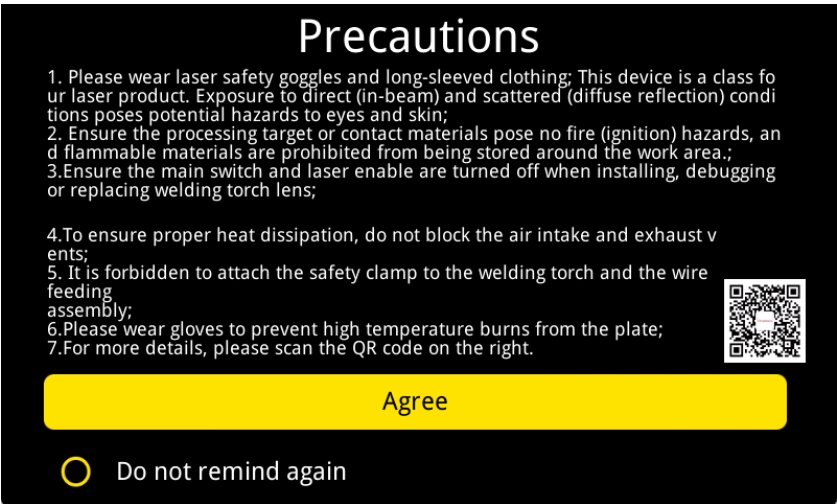 Precautions
1. Please wear laser safety goggles and long-sleeved clothing; This device is a class fo
ur laser product. Exposure to direct (in-beam) and scattered (diffuse reflection) condi
tions poses potential hazards to eyes and skin;
2. Ensure the processing target or contact materials pose no fire (ignition) hazards, an
d flammable materials are prohibited from being stored around the work area.;
3.Ensure the main switch and laser enable are turned off when installing, debugging
or replacing welding torch lens;
4.To ensure proper heat dissipation, do not block the air intake and exhaust v
ents;
5. It is forbidden to attach the safety clamp to the welding torch and the wire
feeding
assembly;
6.Please wear gloves to prevent high temperature burns from the plate;
7.For more details, please scan the QR code on the right.
Agree
Do not remind again